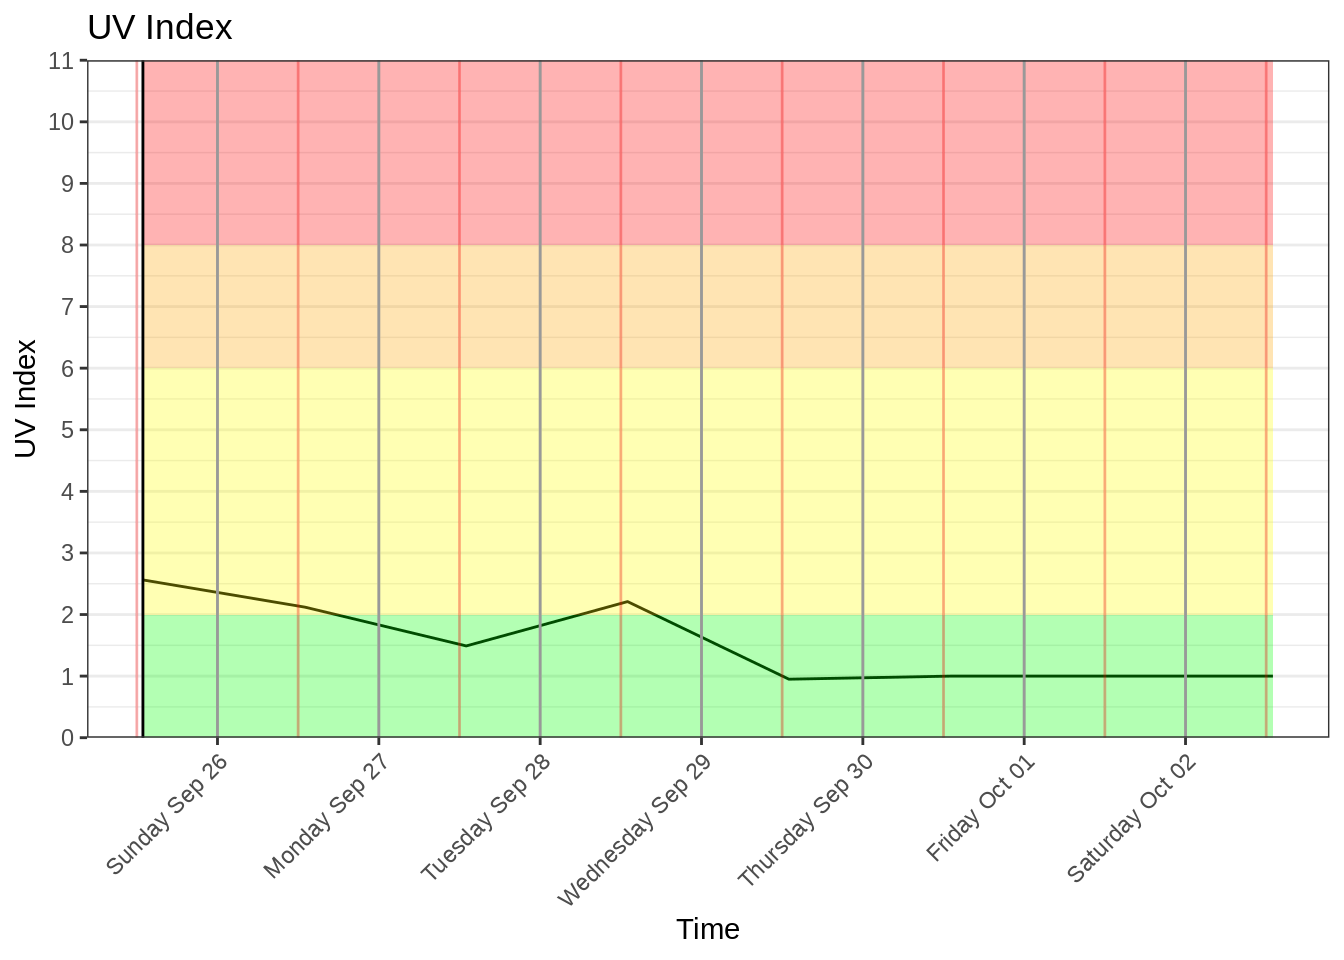 UV Index
11
10
9
8
7
6
5
4
3
2
1
0
UV Index
Sunday Sep 26
Monday Sep 27
Tuesday Sep 28
Wednesday Sep 29
Thursday Sep 30
Friday Oct 01
Saturday Oct 02
Time